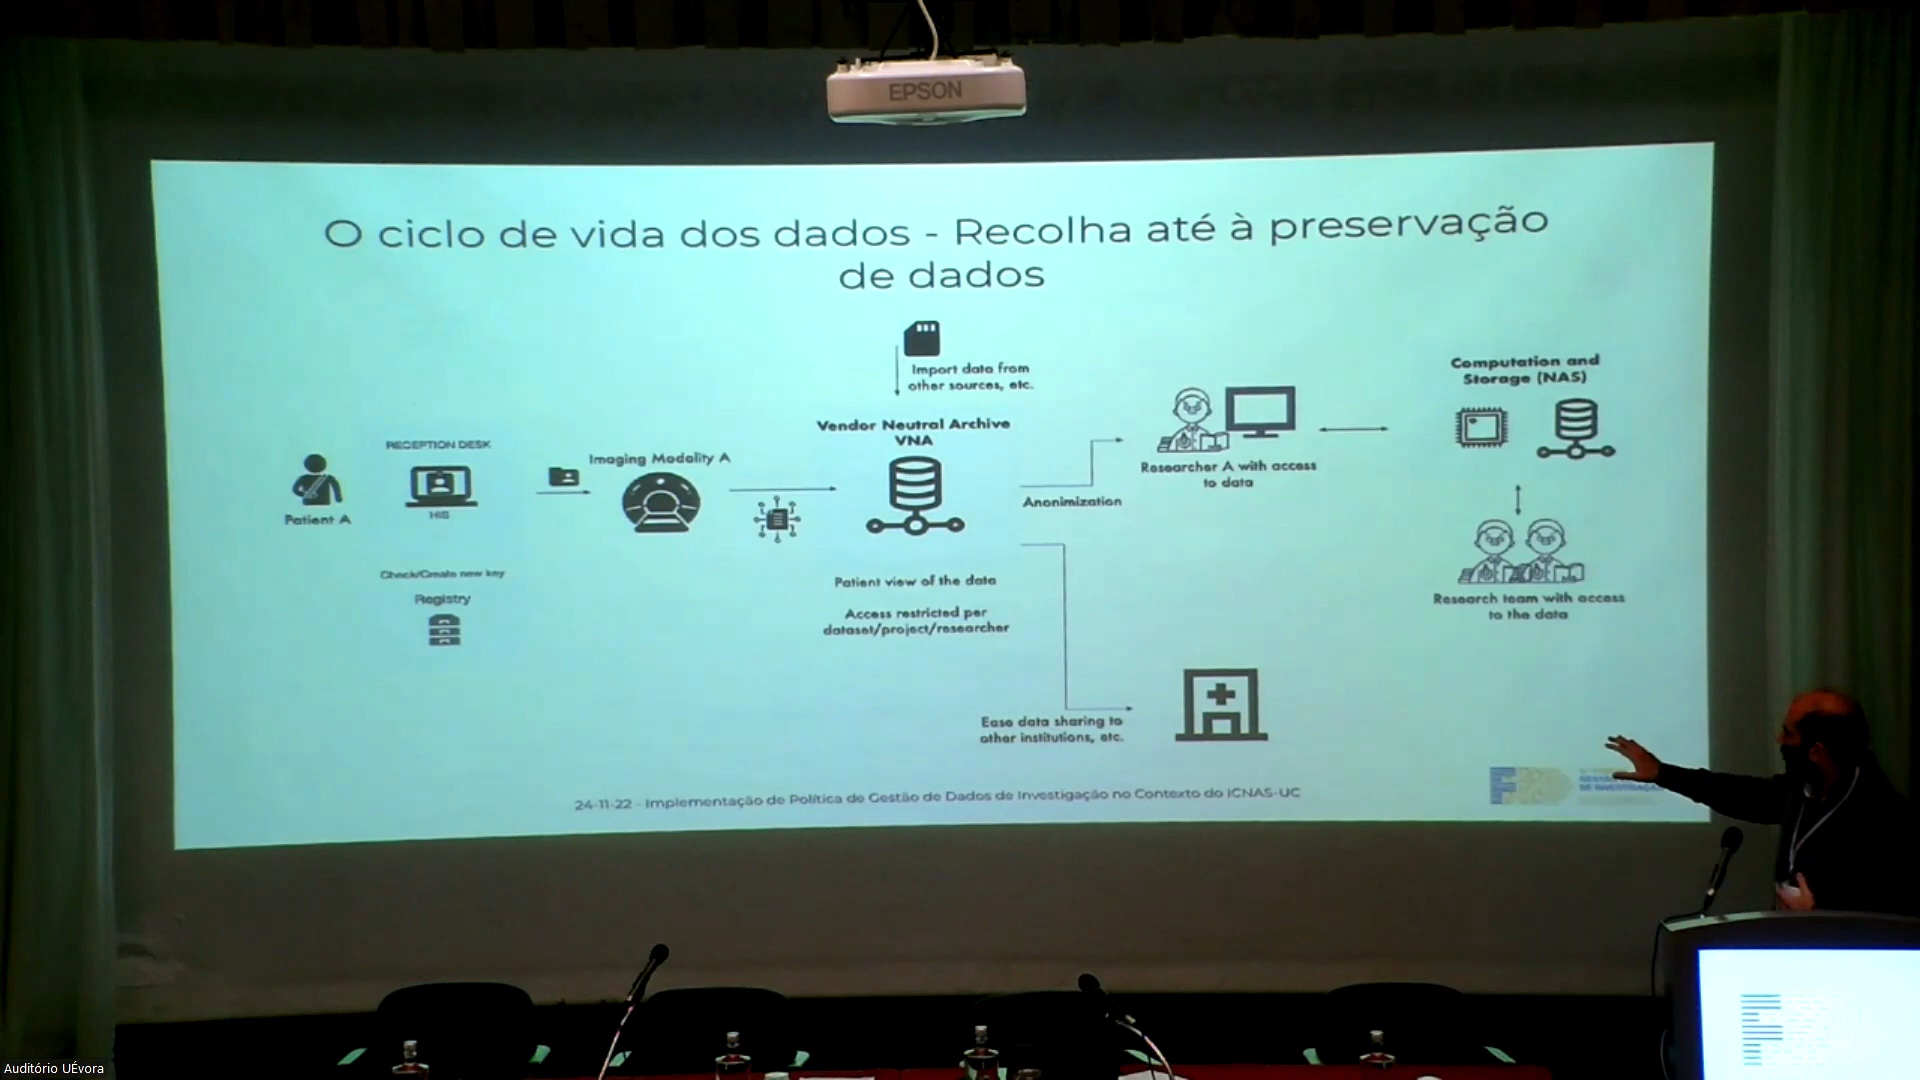 EPSON
O ciclo de vida dos dados - Recolha até à preservação
de dados
Import data from
other sources, etc.
Computation and
Storage (NAS)
Vendor Neutral Archive
VNA
RECEPTION DESK
Imaging Modality A
Researcher A with access
to data
Anonimization
Patient A
HIS
Check/Create new key
Registry
Patient view of the data
Access restricted per
dataset/project/researcher
Research team with access
to the data
Ease data sharing to
other institutions, etc.
24-11-22 - Implementação de Política de Gestão de Dados de Investigação no Contexto do ICNAS-UC
Auditório UÉvora